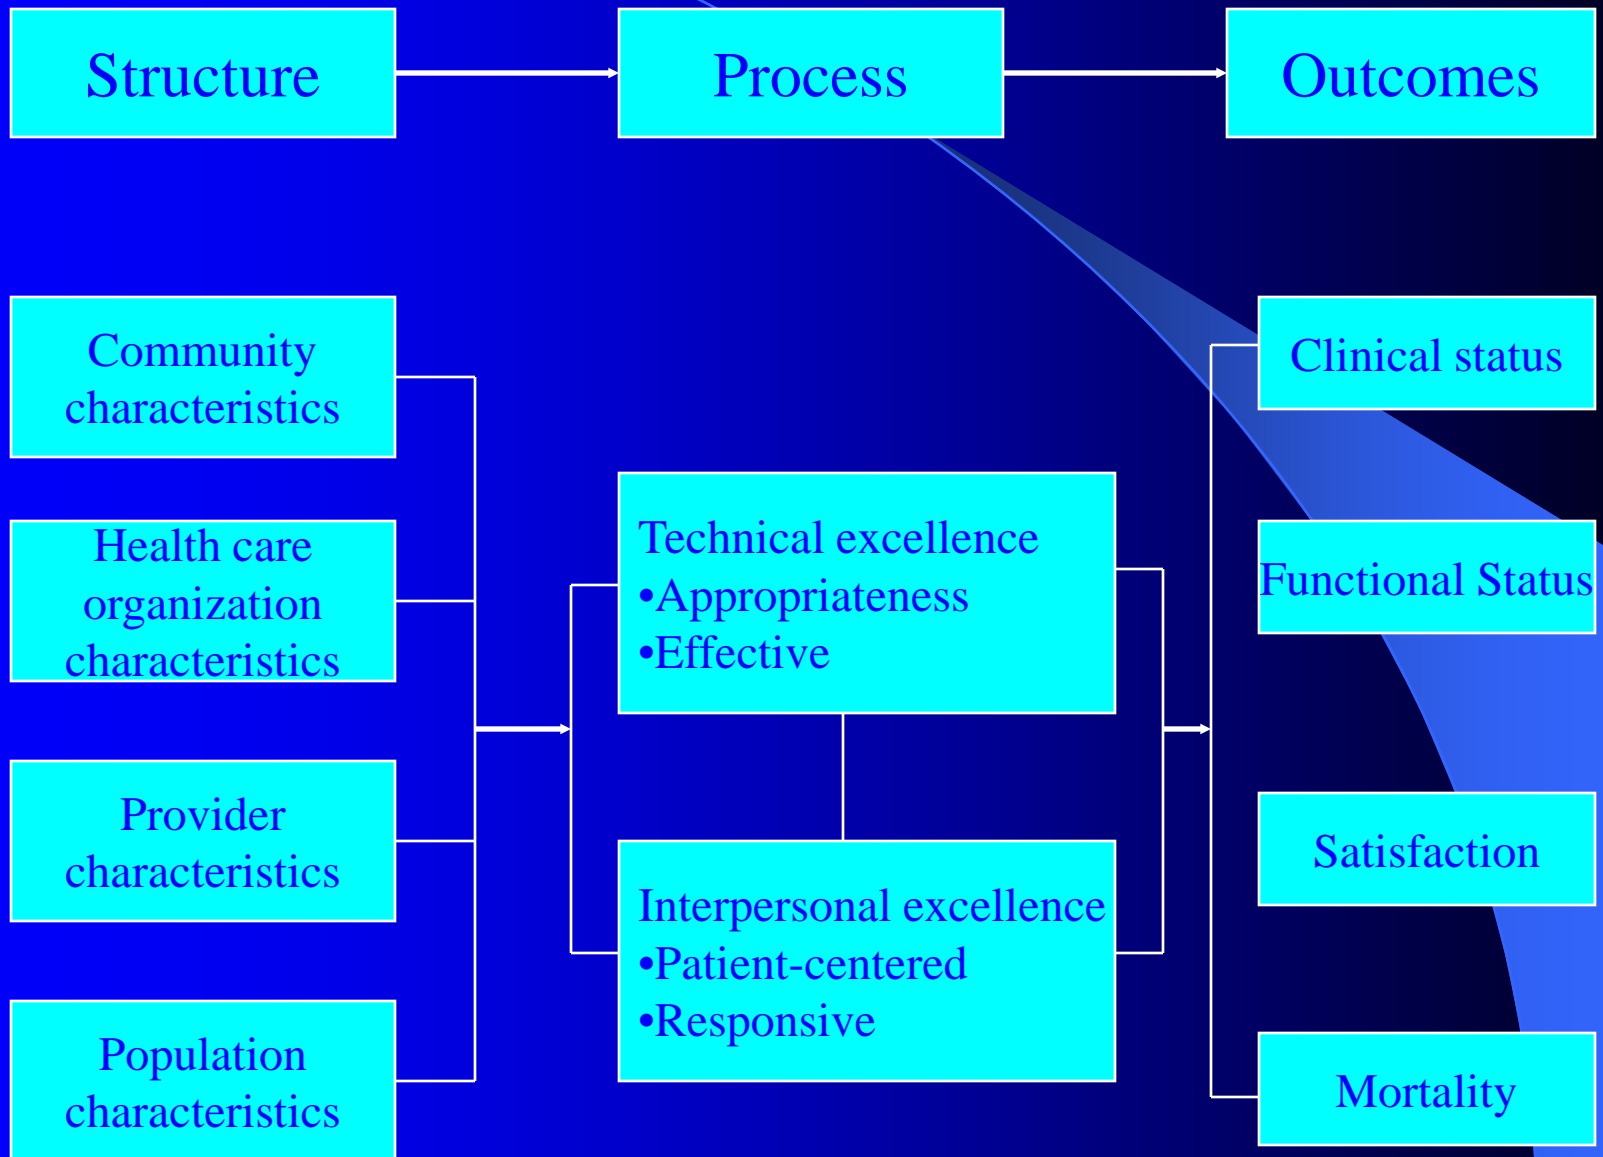 Structure
Process
Outcomes
Community
characteristics
Health care
organization
characteristics
Provider
characteristics
Population
characteristics
Technical excellence
•Appropriateness
•Effective
Interpersonal excellence
•Patient-centered
•Responsive
Clinical status
Functional Status
Satisfaction
Mortality